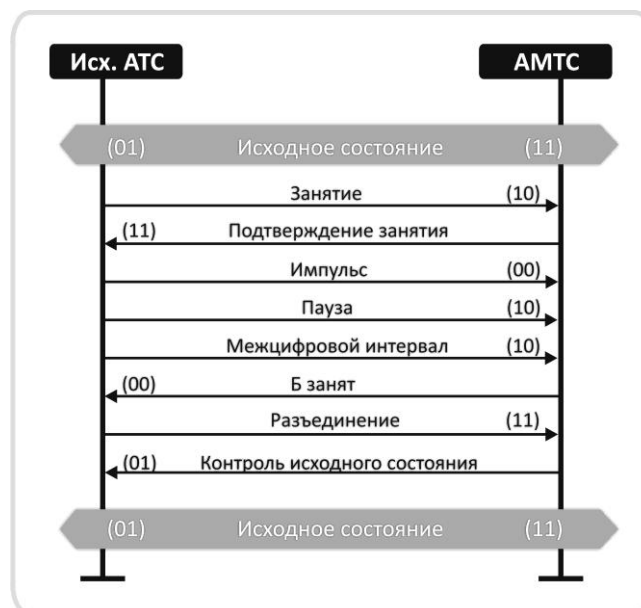 Исх. АТС АМТС
(01) Исходное состояние (11)
Занятие (10)
(11) Подтверждение занятия
Импульс (00)
Пауза (10)
Межцифровой интервал (10)
(00) Б занят
Разъединение (11)
(01) Контроль исходного состояния
(01) Исходное состояние (11)